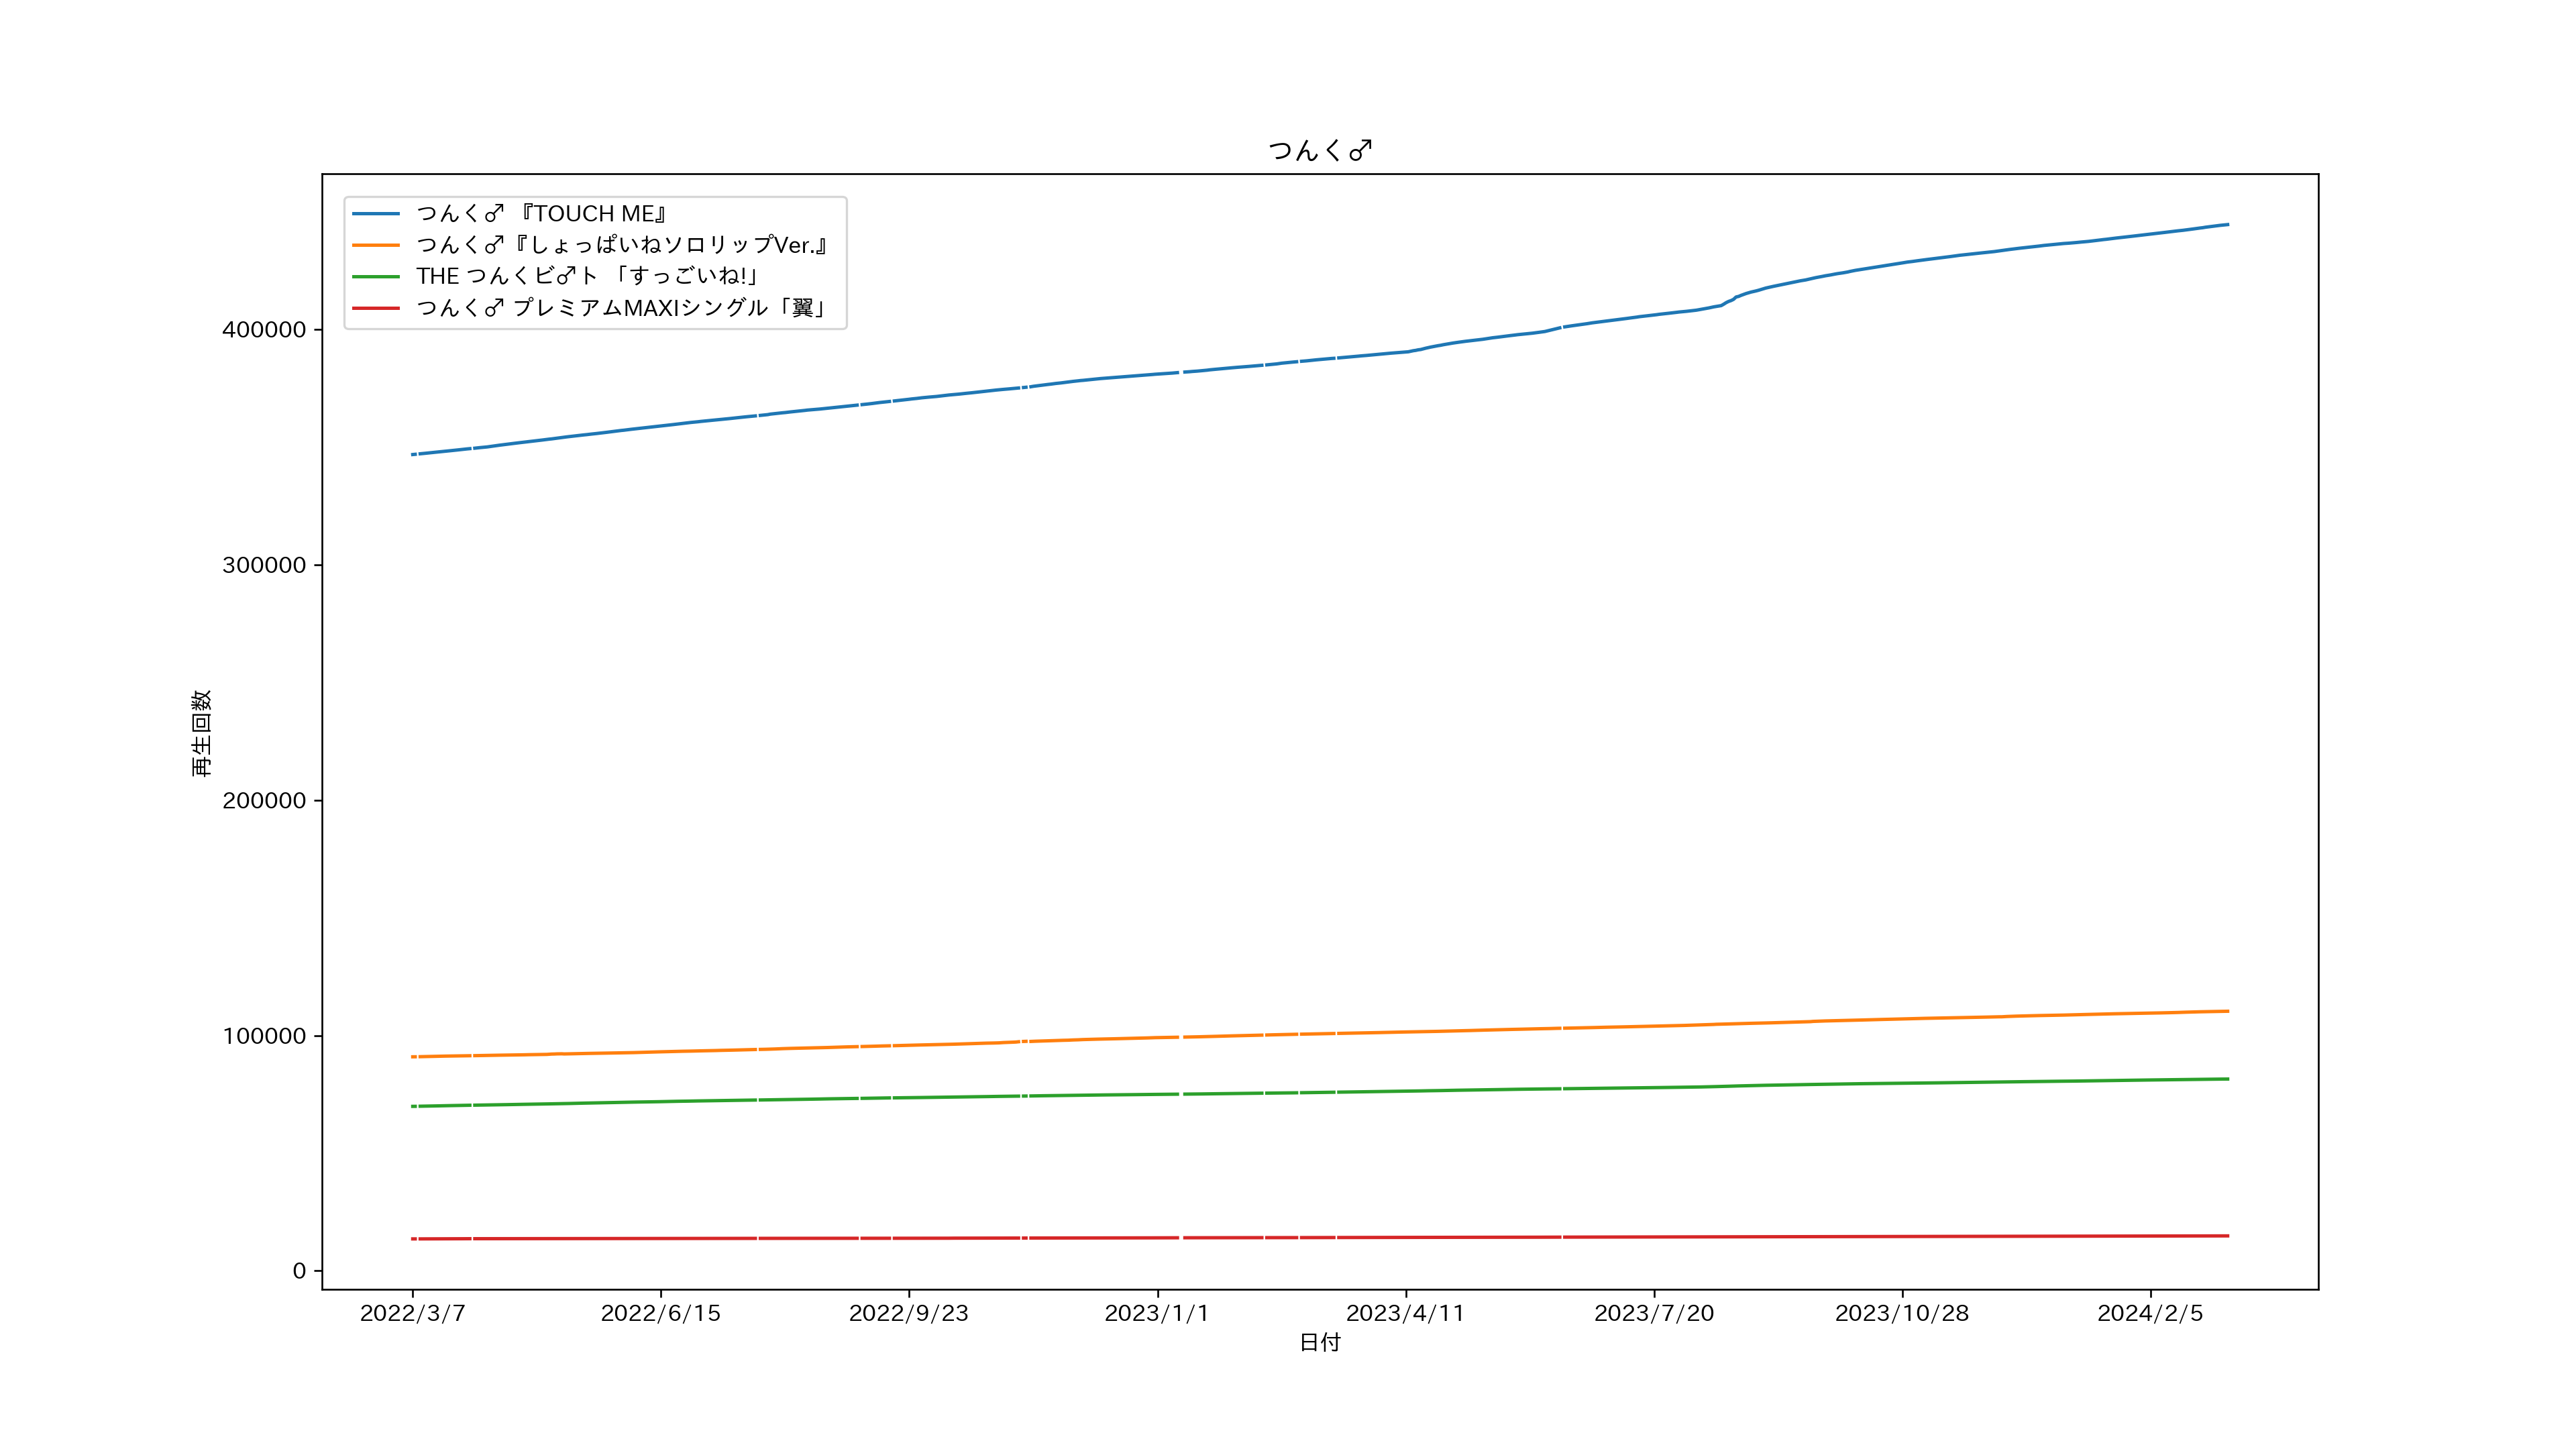 つんく♂
つんく♂ 『TOUCH ME』
つんく♂『しょっぱいねソロリップVer.』
THE つんくビ♂ト 「すっごいね!」
つんく♂ プレミアムMAXIシングル「翼」
400000
300000
200000
100000
0
再生回数
2022/3/7 2022/6/15 2022/9/23 2023/1/1 2023/4/11 2023/7/20 2023/10/28 2024/2/5
日付